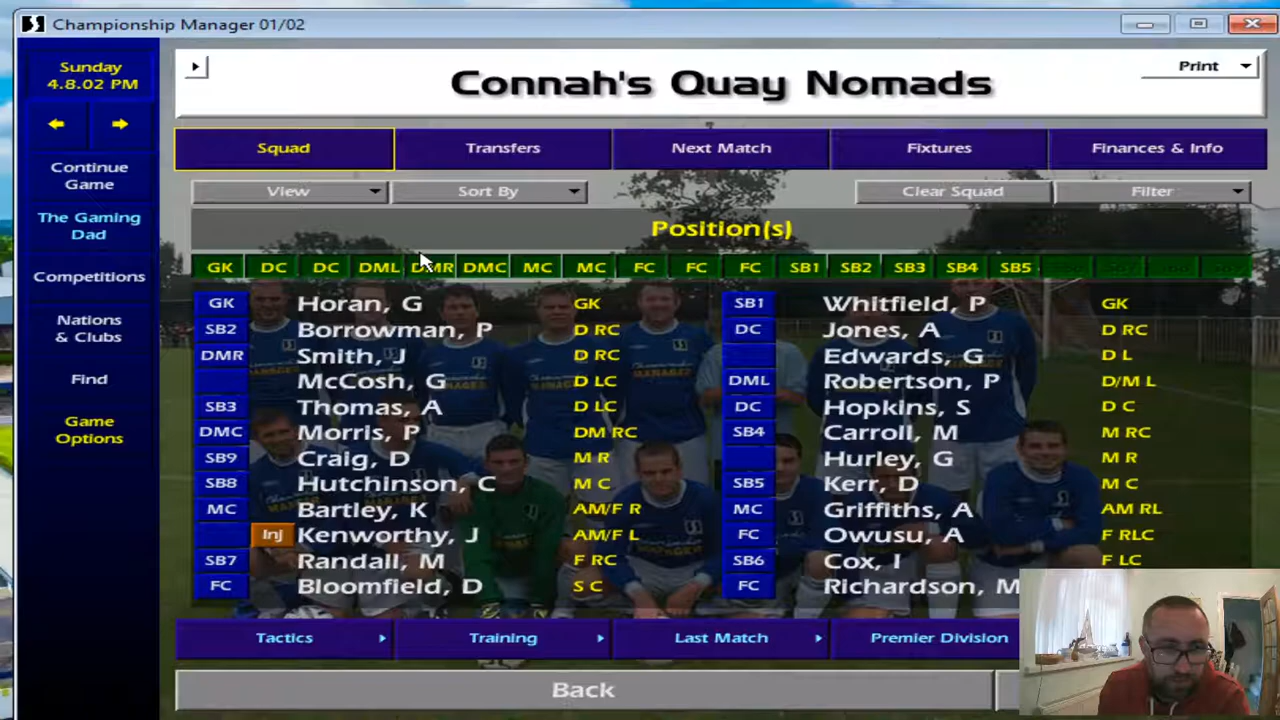 Championship Manager 01/02
Sunday
4.8.02 PM
Continue
Game
The Gaming
Dad
Competitions
Nations
& Clubs
Find
Game
Options
Print
Connah's Quay Nomads
Squad Transfers Next Match Fixtures Finances & Info
View Sort By Clear Squad Filter
Position(s)
GK DC DC DML DMR DMC MC MC FC FC FC SB1 SB2 SB3 SB4 SB5
GK Horan, G GK SB1 Whitfield, P GK
SB2 Borrowman, P D RC DC Jones, A D RC
DMR Smith, J D RC Edwards, G D L
McCosh, G D LC DML Robertson, P D/M L
SB3 Thomas, A D LC DC Hopkins, S D C
DMC Morris, P DM RC SB4 Carroll, M M RC
SB9 Craig, D M R Hurley, G M R
SB8 Hutchinson, C M C SB5 Kerr, D M C
MC Bartley, K AM/F R MC Griffiths, A AM RL
Inj Kenworthy, J AM/F L FC Owusu, A F RLC
SB7 Randall, M F RC SB6 Cox, I F LC
FC Bloomfield, D S C FC Richardson, M
Tactics Training Last Match Premier Division
Back